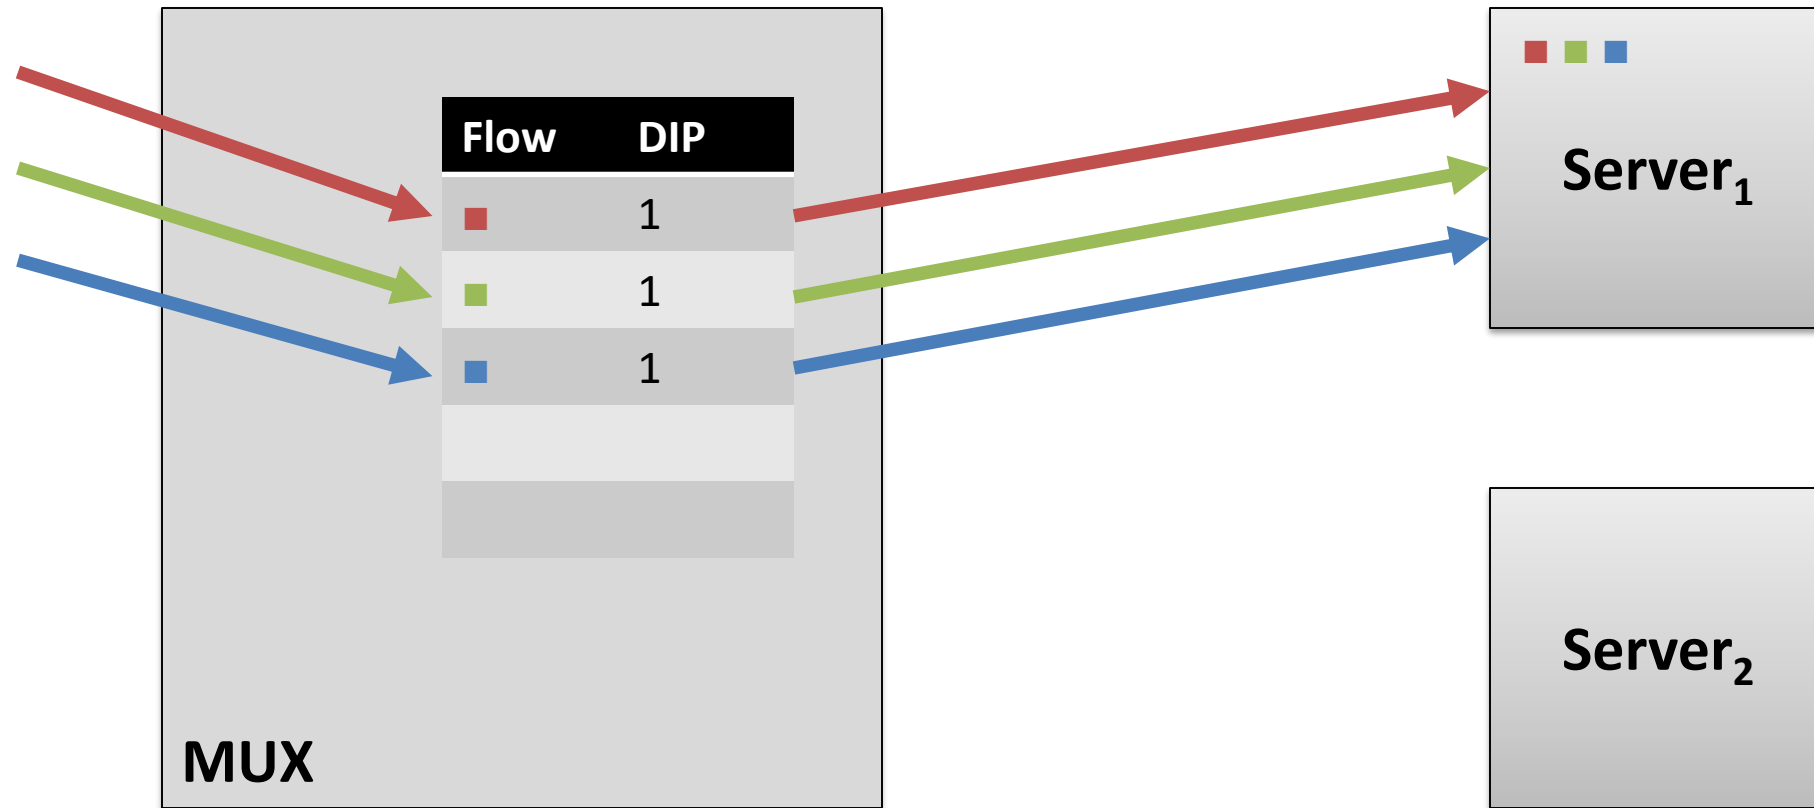 Flow DIP
1
1
1
MUX
Server₁
Server₂